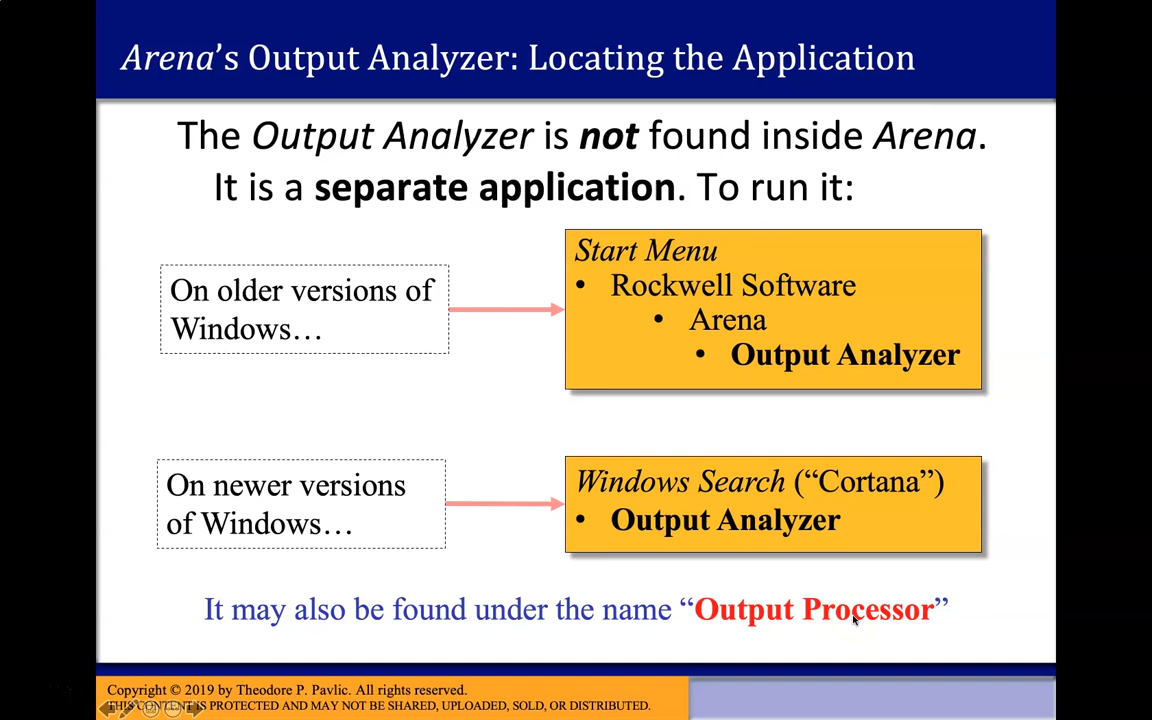 Arena's Output Analyzer: Locating the Application
The Output Analyzer is not found inside Arena.
It is a separate application. To run it:
On older versions of
Windows…
Start Menu
• Rockwell Software
• Arena
• Output Analyzer
On newer versions
of Windows…
Windows Search (“Cortana”)
• Output Analyzer
It may also be found under the name “Output Processor”
Copyright © 2019 by Theodore P. Pavlic. All rights reserved.
THIS CONTENT IS PROTECTED AND MAY NOT BE SHARED, UPLOADED, SOLD, OR DISTRIBUTED.